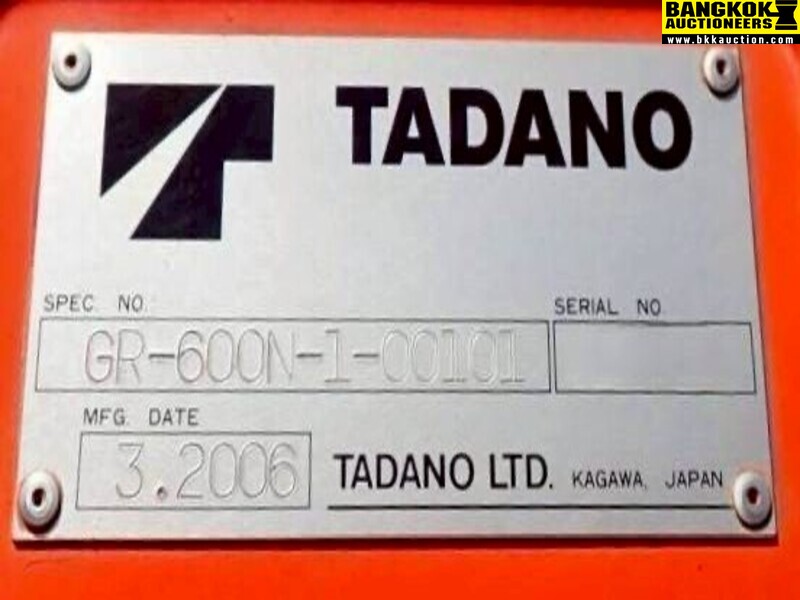 BANGKOK
AUCTIONEERS
www.bkkauction.com
TADANO
SPEC. NO.
SERIAL NO
GR-600N-1-00101
MFG. DATE
3.2006
TADANO LTD. KAGAWA, JAPAN